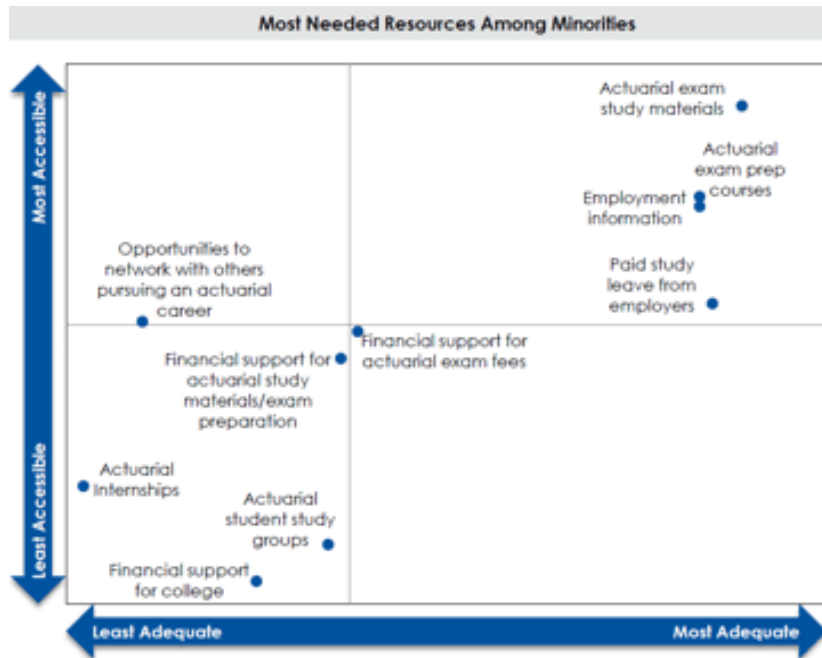 Most Needed Resources Among Minorities
Most Accessible
Least Accessible
Actuarial exam
study materials
Actuarial
exam prep
courses
Employment
information
Opportunities to
network with others
pursuing an actuarial
career
Paid study
leave from
employers
Financial support for
actuarial exam fees
Financial support for
actuarial study
materials/exam
preparation
Actuarial
Internships
Actuarial
student study
groups
Financial support
for college
Least Adequate
Most Adequate